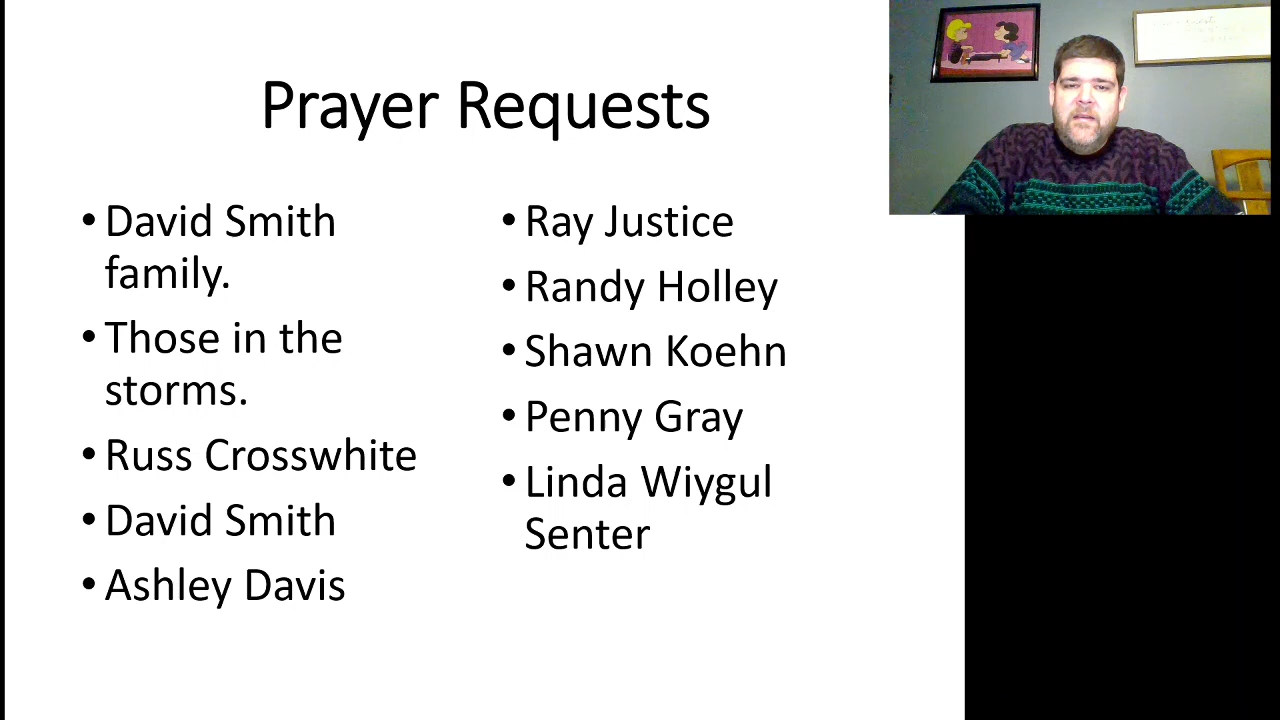 Prayer Requests
•David Smith
family.
•Those in the
storms.
•Russ Crosswhite
•David Smith
•Ashley Davis
•Ray Justice
•Randy Holley
•Shawn Koehn
•Penny Gray
•Linda Wiygul
Senter